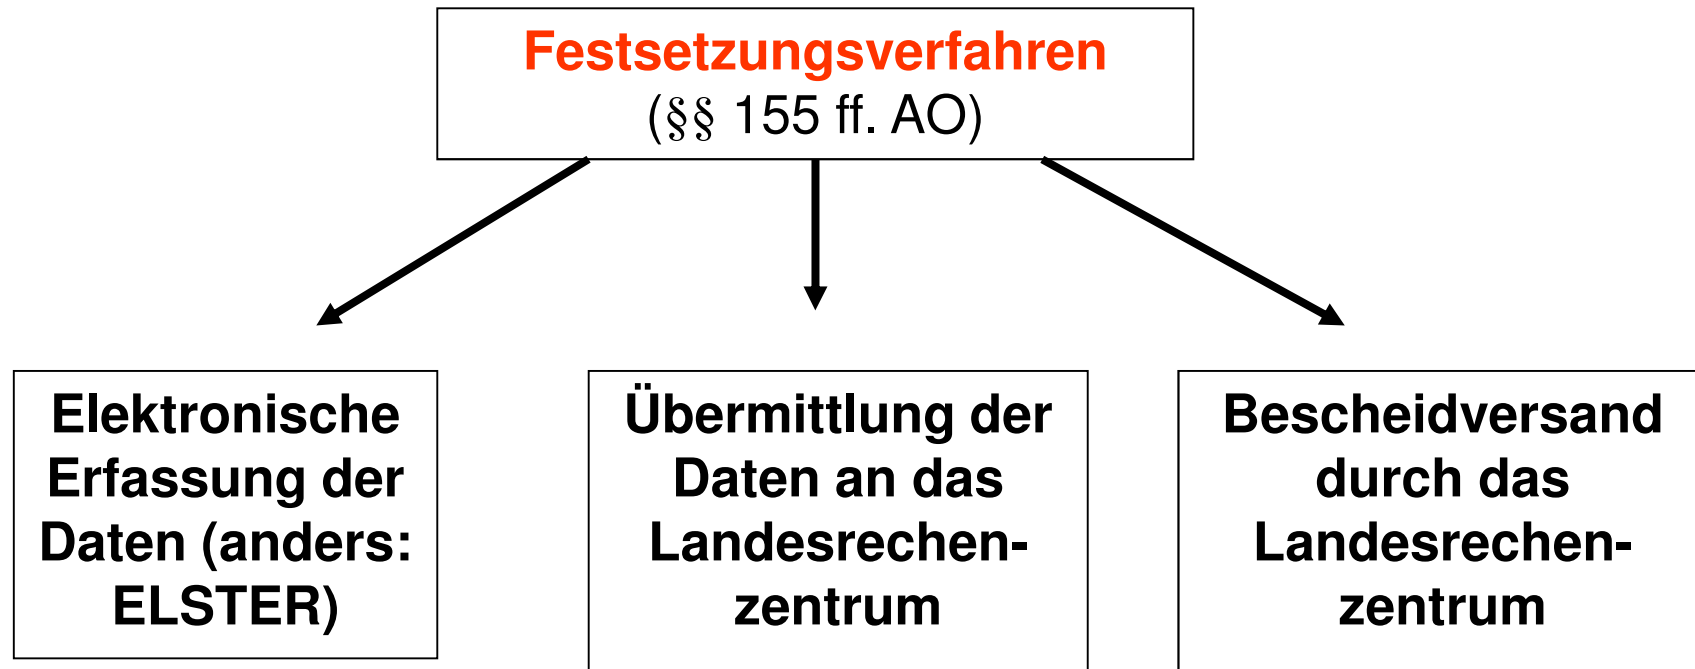 Festsetzungsverfahren
(§§ 155 ff. AO)
Elektronische
Erfassung der
Daten (anders:
ELSTER)
Übermittlung der
Daten an das
Landesrechen-
zentrum
Bescheidversand
durch das
Landesrechen-
zentrum